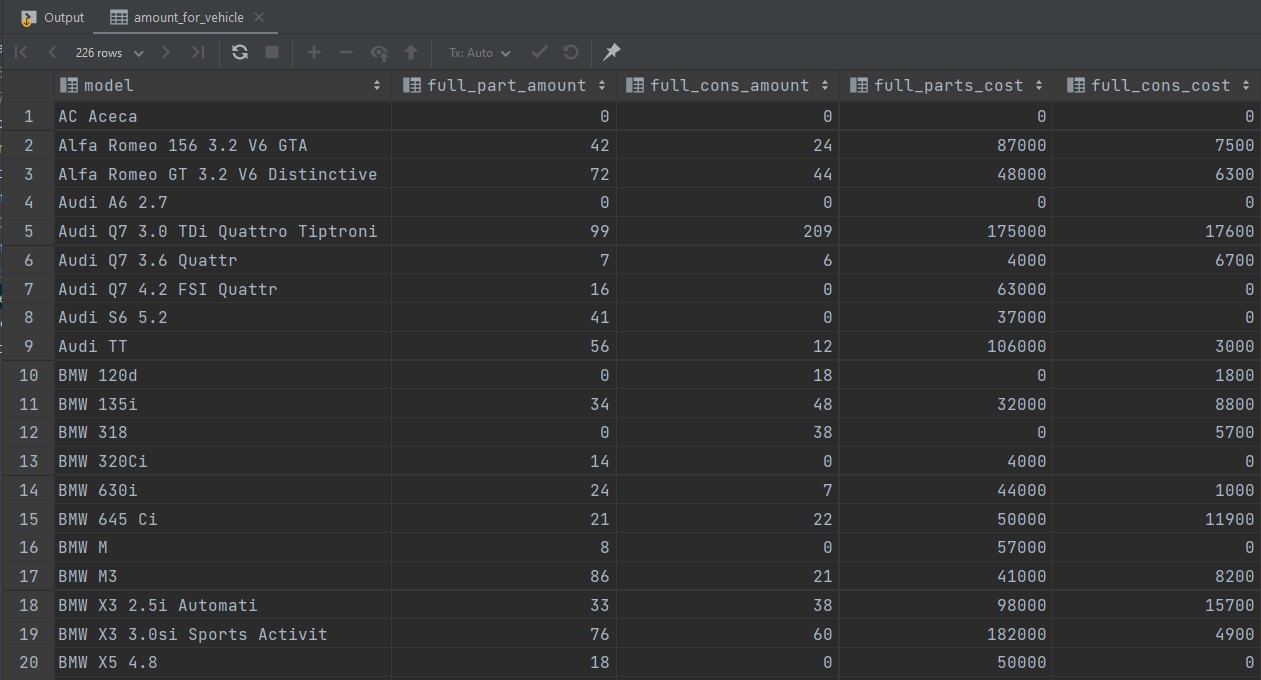 Output amount_for_vehicle
226 rows Tx: Auto
model full_part_amount full_cons_amount full_parts_cost full_cons_cost
1 AC Aceca 0 0 0 0
2 Alfa Romeo 156 3.2 V6 GTA 42 24 87000 7500
3 Alfa Romeo GT 3.2 V6 Distinctive 72 44 48000 6300
4 Audi A6 2.7 0 0 0 0
5 Audi Q7 3.0 TDi Quattro Tiptroni 99 209 175000 17600
6 Audi Q7 3.6 Quattr 7 6 4000 6700
7 Audi Q7 4.2 FSI Quattr 16 0 63000 0
8 Audi S6 5.2 41 0 37000 0
9 Audi TT 56 12 106000 3000
10 BMW 120d 0 18 0 1800
11 BMW 135i 34 48 32000 8800
12 BMW 318 0 38 0 5700
13 BMW 320Ci 14 0 4000 0
14 BMW 630i 24 7 44000 1000
15 BMW 645 Ci 21 22 50000 11900
16 BMW M 8 0 57000 0
17 BMW M3 86 21 41000 8200
18 BMW X3 2.5i Automati 33 38 98000 15700
19 BMW X3 3.0si Sports Activit 76 60 182000 4900
20 BMW X5 4.8 18 0 50000 0